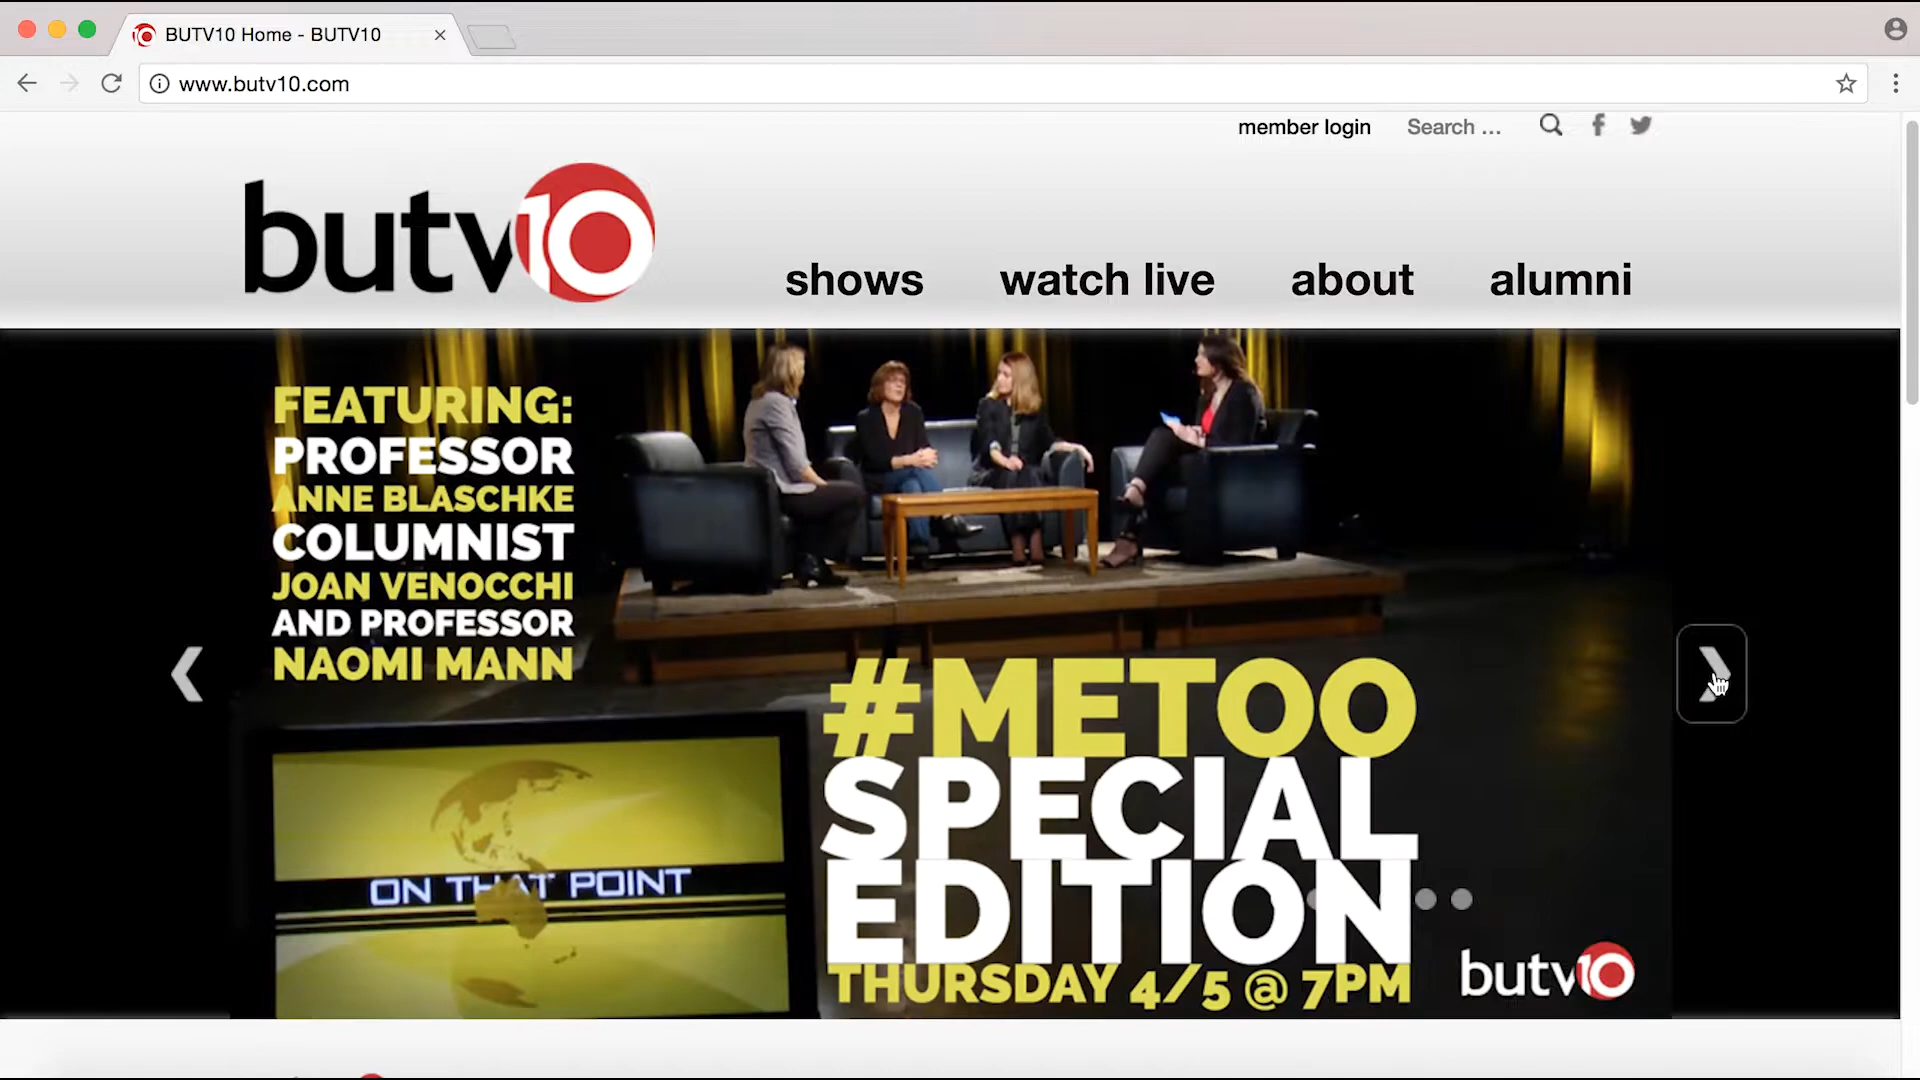 BUTV10 Home - BUTV10
www.butv10.com
member login
Search ...
butv10
shows
watch live
about
alumni
FEATURING:
PROFESSOR
ANNE BLASCHKE
COLUMNIST
JOAN VENOCCHI
AND PROFESSOR
NAOMI MANN
#METOO
SPECIAL
EDITION
THURSDAY 4/5 @ 7PM
ON THAT POINT
butv10